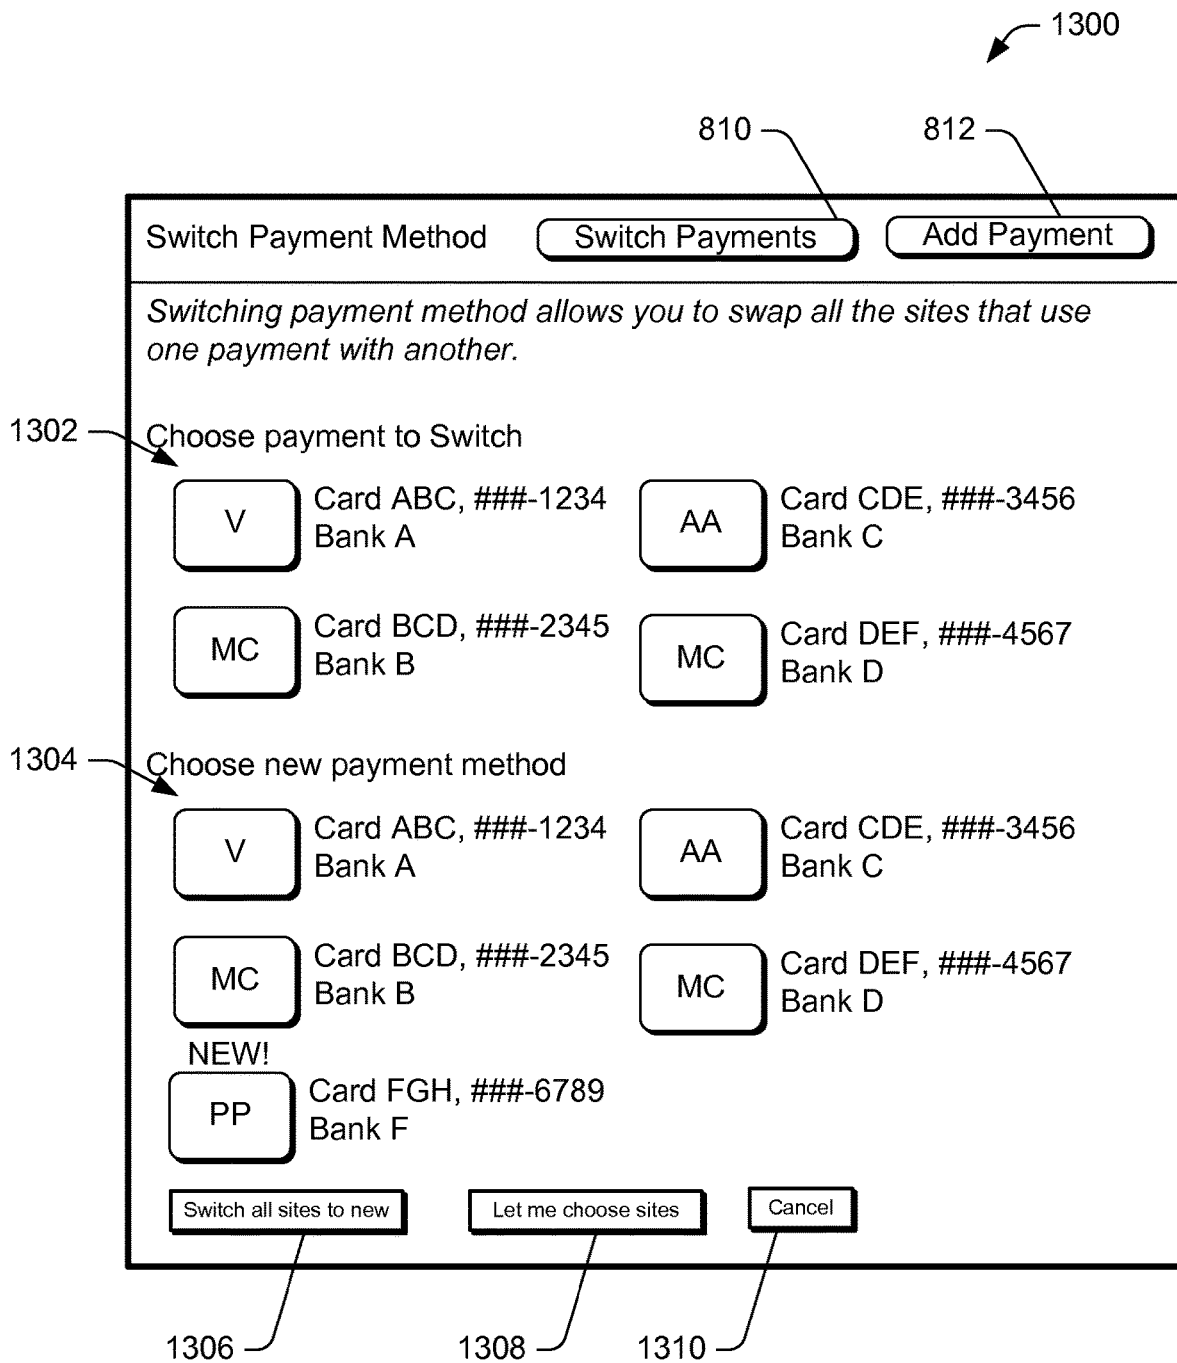 1300
810
812
Switch Payment Method
Switch Payments
Add Payment
Switching payment method allows you to swap all the sites that use
one payment with another.
1302
Choose payment to Switch
V
Card ABC, ###-1234
Bank A
AA
Card CDE, ###-3456
Bank C
MC
Card BCD, ###-2345
Bank B
MC
Card DEF, ###-4567
Bank D
1304
Choose new payment method
V
Card ABC, ###-1234
Bank A
AA
Card CDE, ###-3456
Bank C
MC
Card BCD, ###-2345
Bank B
MC
Card DEF, ###-4567
Bank D
NEW!
PP
Card FGH, ###-6789
Bank F
Switch all sites to new
Let me choose sites
Cancel
1306
1308
1310